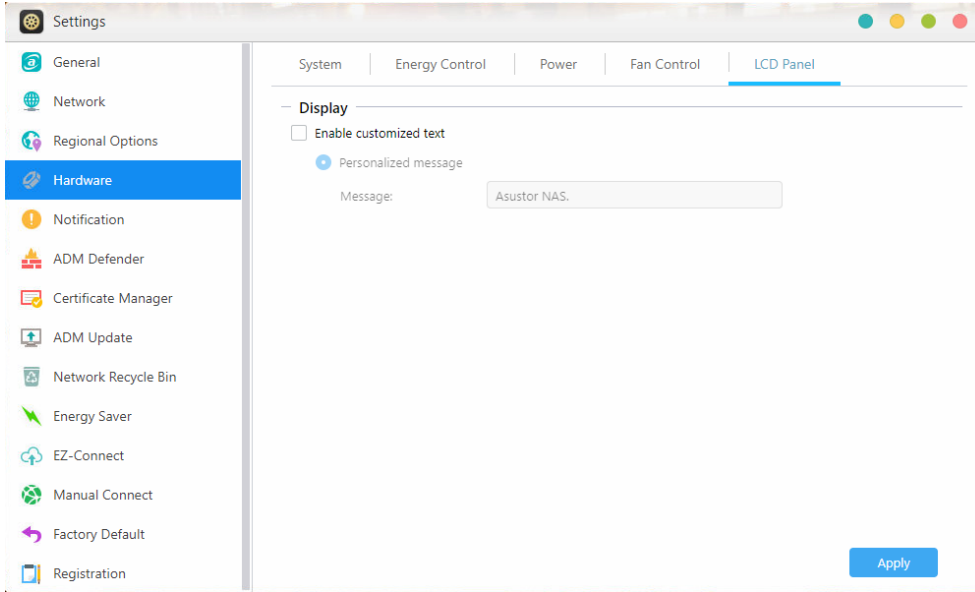 Settings
General
Network
Regional Options
Hardware
Notification
ADM Defender
Certificate Manager
ADM Update
Network Recycle Bin
Energy Saver
EZ-Connect
Manual Connect
Factory Default
Registration
System Energy Control Power Fan Control LCD Panel
Display
Enable customized text
Personalized message
Message: Asustor NAS.
Apply